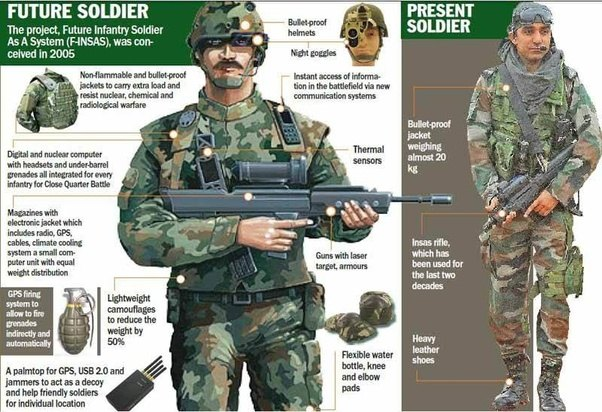 FUTURE SOLDIER
The project, Future Infantry Soldier
As A System (F-INSAS), was con-
ceived in 2005
Bullet-proof
helmets
Night goggles
Non-flammable and bullet-proof
jackets to carry extra load and
resist nuclear, chemical and
radiological warfare
Instant access of informa-
tion in the battlefield via new
communication systems
Digital and nuclear computer
with headsets and under-barrel
grenades all integrated for every
infantry for Close Quarter Battle
Thermal
sensors
Magazines with
electronic jacket which
includes radio, GPS,
cables, climate cooling
system a small com-
puter unit with equal
weight distribution
Guns with laser
target, armours
GPS firing
system to
allow to fire
grenades
indirectly and
automatically
Lightweight
camouflages
to reduce the
weight by
50%
A palmtop for GPS, USB 2.0 and
jammers to act as a decoy
and help friendly soldiers
for individual location
Flexible water
bottle, knee
and elbow
pads
PRESENT
SOLDIER
Bullet-proof
jacket
weighing
almost 20
kg
Insas rifle,
which has
been used for
the last two
decades
Heavy
leather
shoes